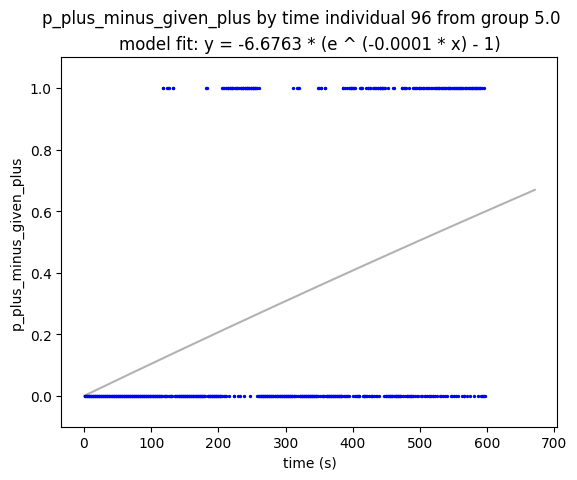 p_plus_minus_given_plus by time individual 96 from group 5.0
model fit: y = -6.6763 * (e ^ (-0.0001 * x) - 1)
1.0
0.8
0.6
0.4
0.2
0.0
p_plus_minus_given_plus
0 100 200 300 400 500 600 700
time (s)